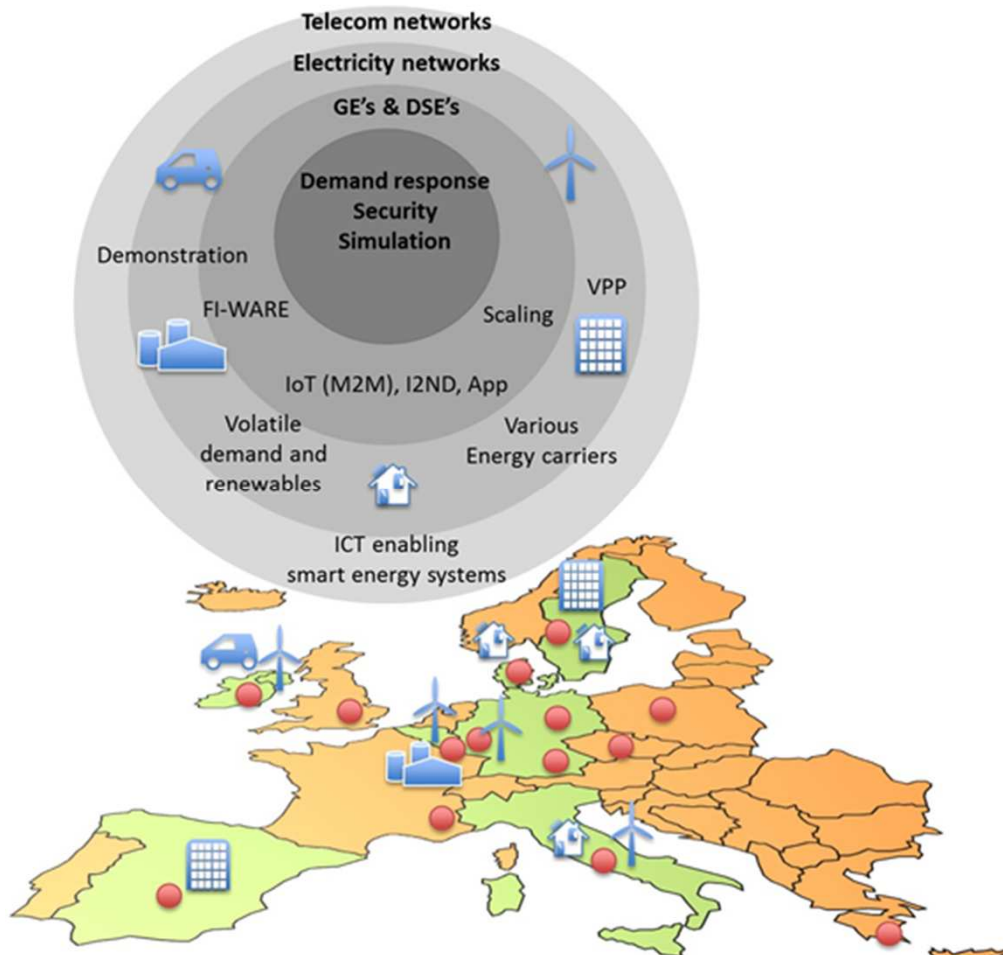 Telecom networks
Electricity networks
GE's & DSE's
Demand response
Security
Simulation
Demonstration
FI-WARE
Scaling
VPP
IoT (M2M), I2ND, App
Volatile
demand and
renewables
Various
Energy carriers
ICT enabling
smart energy systems